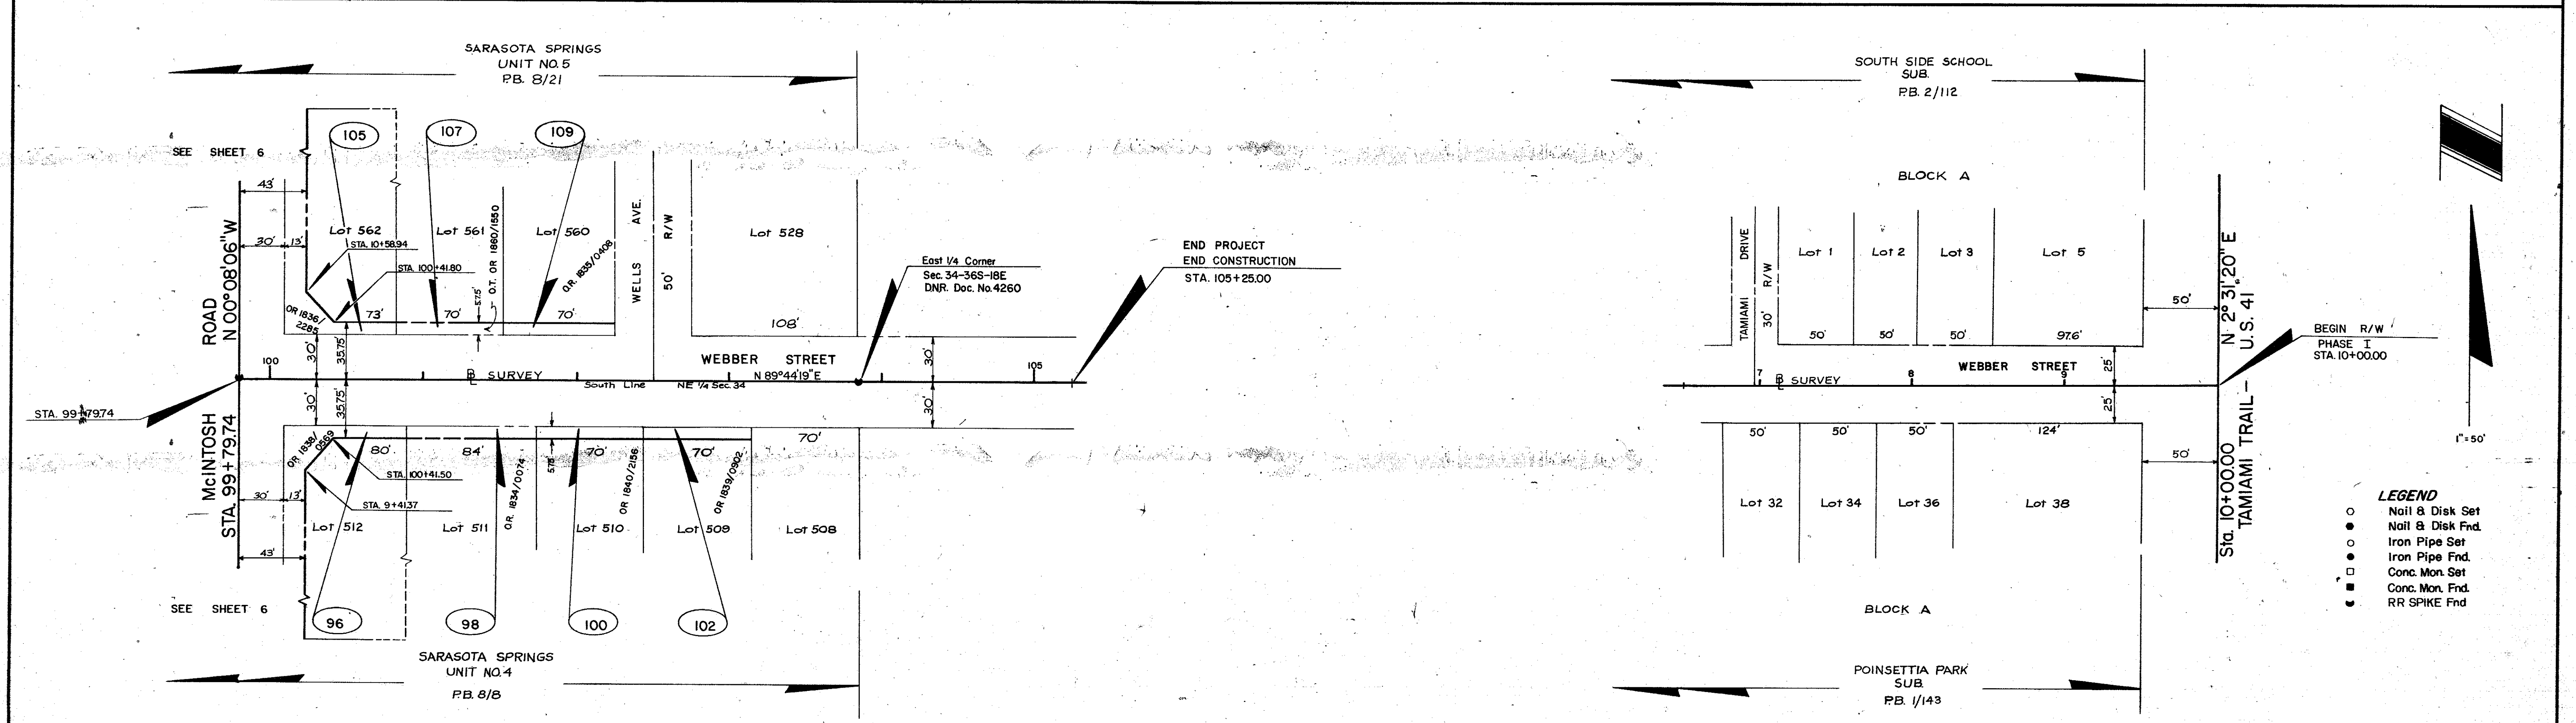 SARASOTA SPRINGS
UNIT NO. 5
P.B. 8/21
SOUTH SIDE SCHOOL
SUB.
P.B. 2/112
105
107
109
SEE SHEET 6
43'
30'
13'
Lot 562
Lot 561
Lot 560
STA. 10+58.94
STA. 100+41.80
O.T. OR 1860/1550
O.R. 1835/0408
WELLS AVE.
50' R/W
Lot 528
BLOCK A
ROAD
N 00°08'06"W
OR 1836/
2285
73'
70'
5.75'
70'
108'
30'
35.75'
30'
East 1/4 Corner
Sec. 34-36S-18E
D.N.R. Doc. No. 4260
END PROJECT
END CONSTRUCTION
STA. 105+25.00
TAMIAMI DRIVE
30' R/W
Lot 1
Lot 2
Lot 3
Lot 5
50'
50'
50'
97.6'
50'
N 2° 31' 20" E
U.S. 41
BEGIN R/W
PHASE I
STA. 10+00.00
100
WEBBER STREET
N 89°44'19"E
105
B SURVEY
South Line NE 1/4 Sec. 34
WEBBER STREET
7
B SURVEY
8
9
25'
25'
1"=50'
STA. 99+79.74
McINTOSH
STA. 99+79.74
30'
35.75'
30'
OR 1838/
0569
80'
84'
5.75'
70'
70'
70'
STA. 100+41.50
STA. 9+41.37
O.R. 1834/0074
OR 1840/2156
OR 1839/0902
30'
13'
43'
Lot 512
Lot 511
Lot 510
Lot 509
Lot 508
50'
50'
50'
124'
50'
Lot 32
Lot 34
Lot 36
Lot 38
Sta. 10+00.00
TAMIAMI TRAIL -
LEGEND
Nail & Disk Set
Nail & Disk Fnd.
Iron Pipe Set
Iron Pipe Fnd.
Conc. Mon. Set
Conc. Mon. Fnd.
RR SPIKE Fnd
SEE SHEET 6
96
98
100
102
BLOCK A
SARASOTA SPRINGS
UNIT NO. 4
P.B. 8/8
POINSETTIA PARK
SUB.
P.B. 1/143